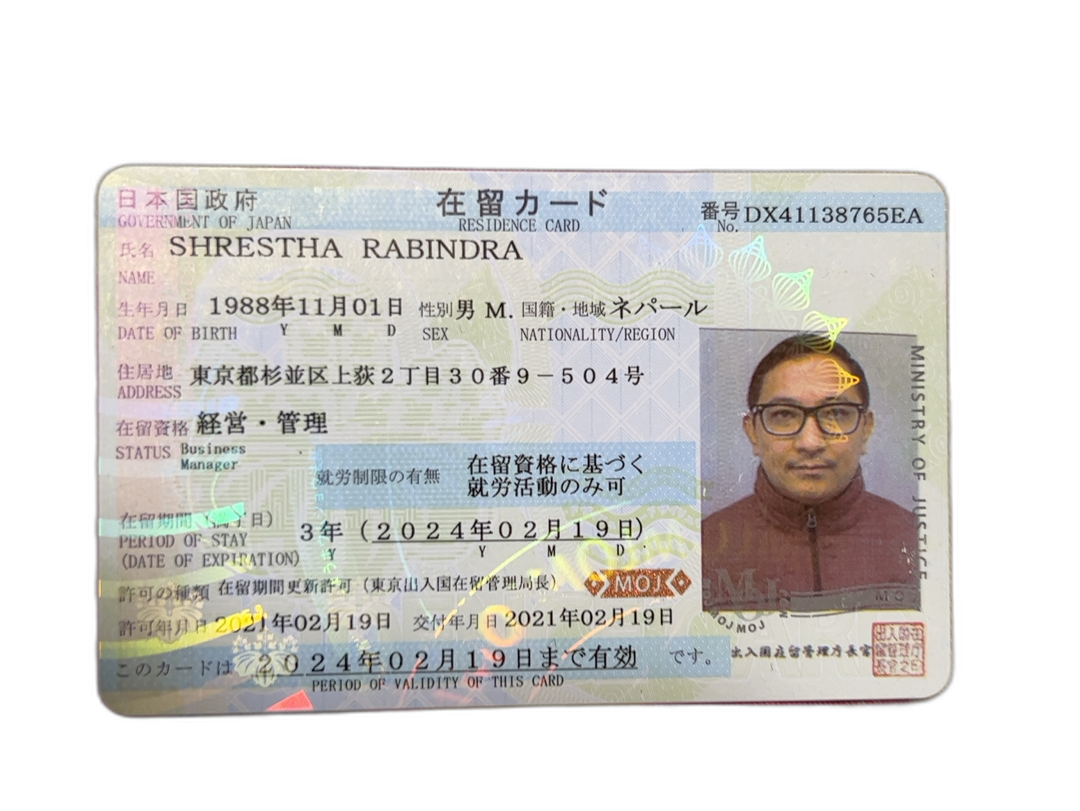 日本国政府
GOVERNMENT OF JAPAN
在留カード
RESIDENCE CARD
番号 DX41138765EA
No.
氏名 SHRESTHA RABINDRA
NAME
生年月日 1988年11月01日 性別 男 M. 国籍・地域 ネパール
DATE OF BIRTH Y M D SEX NATIONALITY/REGION
住居地 東京都杉並区上荻2丁目30番9-504号
ADDRESS
在留資格 経営・管理
STATUS Business
Manager
就労制限の有無 在留資格に基づく
就労活動のみ可
在留期間(満了日) 3年(2024年02月19日)
PERIOD OF STAY Y Y M D
(DATE OF EXPIRATION)
許可の種類 在留期間更新許可(東京出入国在留管理局長)
MOJ
許可年月日 2021年02月19日 交付年月日 2021年02月19日
このカードは 2024年02月19日まで有効 です。
PERIOD OF VALIDITY OF THIS CARD
MINISTRY OF JUSTICE
MOJ MOJ
出入国在留管理庁長官